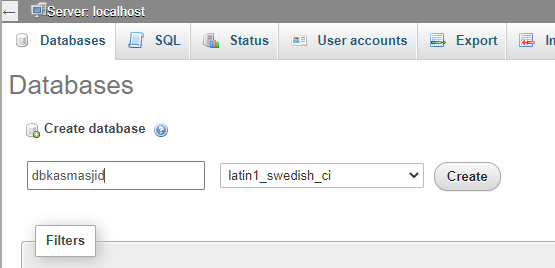 Server: localhost
Databases SQL Status User accounts Export
Databases
Create database
dbkasmasjid latin1_swedish_ci Create
Filters